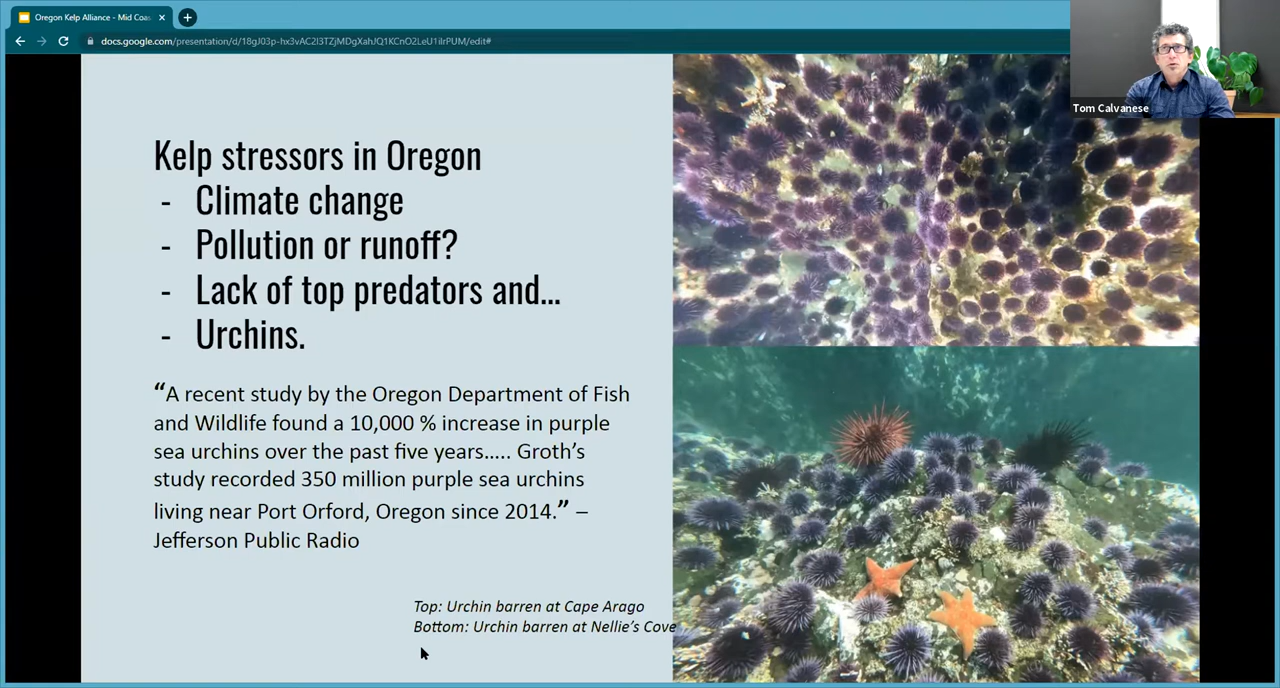 Oregon Kelp Alliance - Mid Coas
docs.google.com/presentation/d/18gJ03p-hx3vAC2l3TZjMDgXahJQ1KCnO2LeU1ilrPUM/edit#
Tom Calvanese
Kelp stressors in Oregon
- Climate change
- Pollution or runoff?
- Lack of top predators and...
- Urchins.
“A recent study by the Oregon Department of Fish
and Wildlife found a 10,000 % increase in purple
sea urchins over the past five years..... Groth’s
study recorded 350 million purple sea urchins
living near Port Orford, Oregon since 2014.” –
Jefferson Public Radio
Top: Urchin barren at Cape Arago
Bottom: Urchin barren at Nellie’s Cove